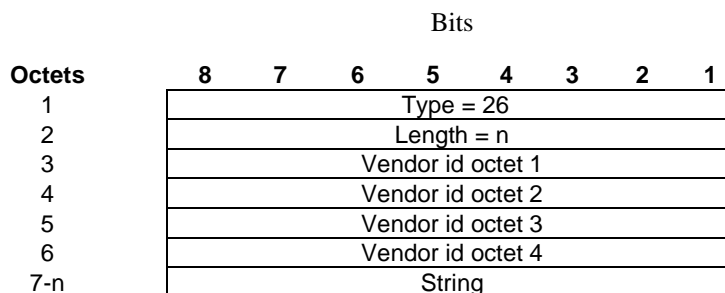 Bits
Octets 8 7 6 5 4 3 2 1
1 Type = 26
2 Length = n
3 Vendor id octet 1
4 Vendor id octet 2
5 Vendor id octet 3
6 Vendor id octet 4
7-n String